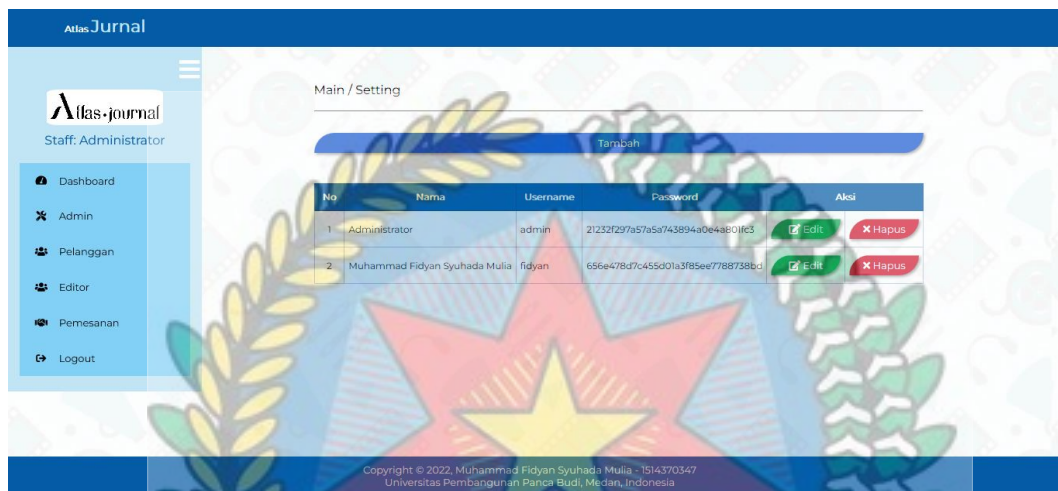 Atlas Jurnal
Atlas-journal
Staff: Administrator
Dashboard
Admin
Pelanggan
Editor
Pemesanan
Logout
Main / Setting
Tambah
No Nama Username Password Aksi
1 Administrator admin 21232f297a57a5a743894a0e4a801fc3 Edit Hapus
2 Muhammad Fidyan Syuhada Mulia fidyan 656e478d7c455d01a3f85ee7788738bd Edit Hapus
Copyright © 2022, Muhammad Fidyan Syuhada Mulia - 1514370347
Universitas Pembangunan Panca Budi, Medan, Indonesia